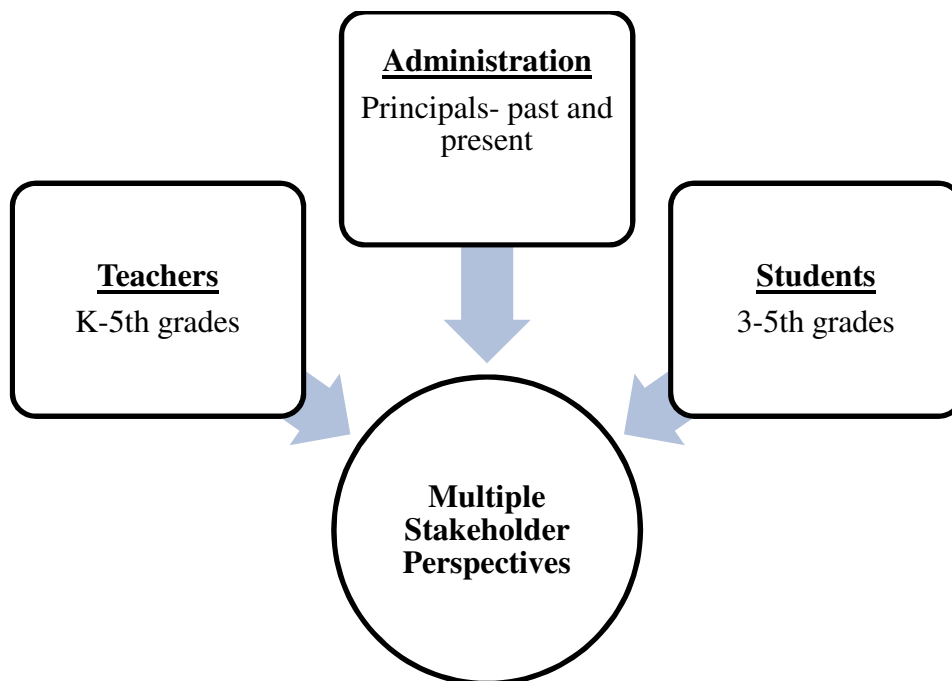 Administration
Principals- past and
present
Teachers
K-5th grades
Students
3-5th grades
Multiple
Stakeholder
Perspectives